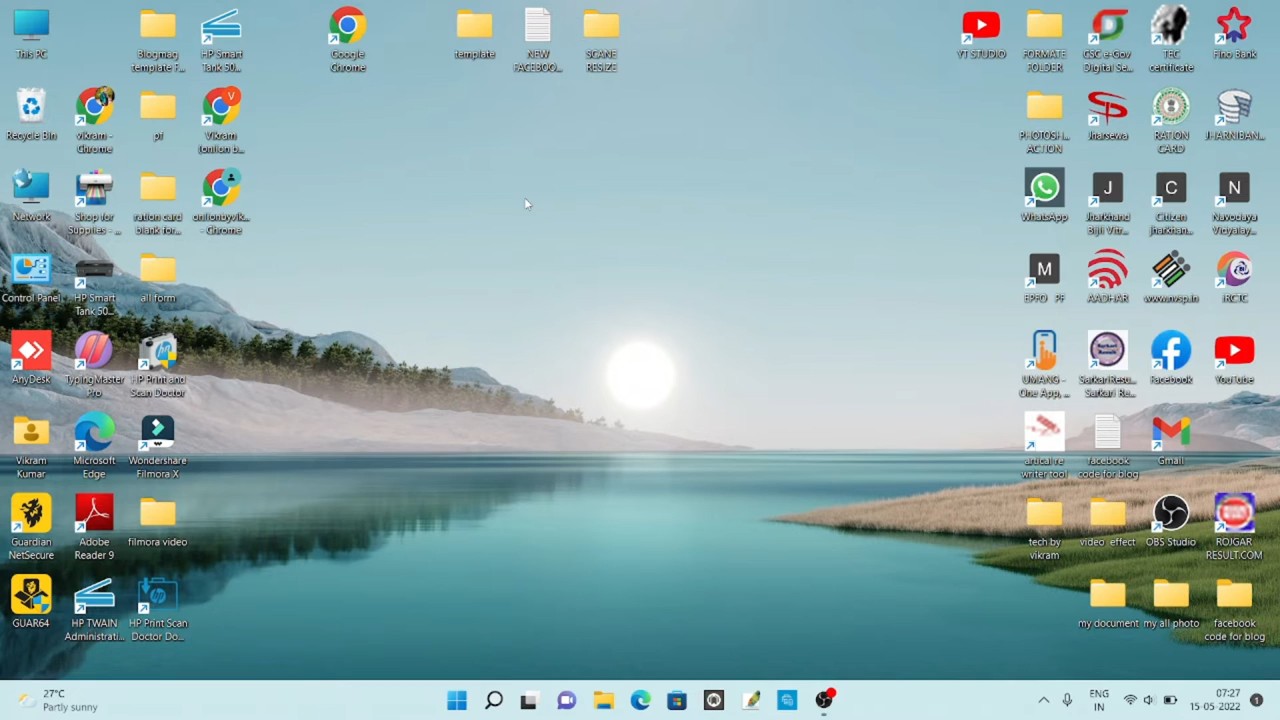 This PC
Blogmag
template F...
HP Smart
Tank 50...
Google
Chrome
template
NEW
FACEBOO...
SCANE
RESIZE
YT STUDIO
FORMATE
FOLDER
CSC e-Gov
Digital Se...
TEC
certificate
Fino Bank
Recycle Bin
vikram -
Chrome
pf
V
Vikram
(onlion b...
PHOTOSH...
ACTION
Jharsewa
RATION
CARD
JHARNIBAN...
Network
Shop for
Supplies - ...
ration card
blank for...
onlionbyvik...
- Chrome
WhatsApp
J
Jharkhand
Bijli Vitr...
C
Citizen
jharkhan...
N
Navodaya
Vidyalay...
Control Panel
HP Smart
Tank 50...
all form
M
EPFO PF
AADHAR
www.nvsp.in
IRCTC
AnyDesk
TypingMaster
Pro
HP Print and
Scan Doctor
UMANG -
One App, ...
SarkariResu...
Sarkari Re...
Facebook
YouTube
Vikram
Kumar
Microsoft
Edge
Wondershare
Filmora X
artical re
writer tool
facebook
code for blog
Gmail
Guardian
NetSecure
Adobe
Reader 9
filmora video
tech by
vikram
video effect
OBS Studio
ROJGAR
RESULT.COM
GUAR64
HP TWAIN
Administrati...
HP Print Scan
Doctor Do...
my document
my all photo
facebook
code for blog
27°C
Partly sunny
ENG
IN
07:27
15-05-2022
1